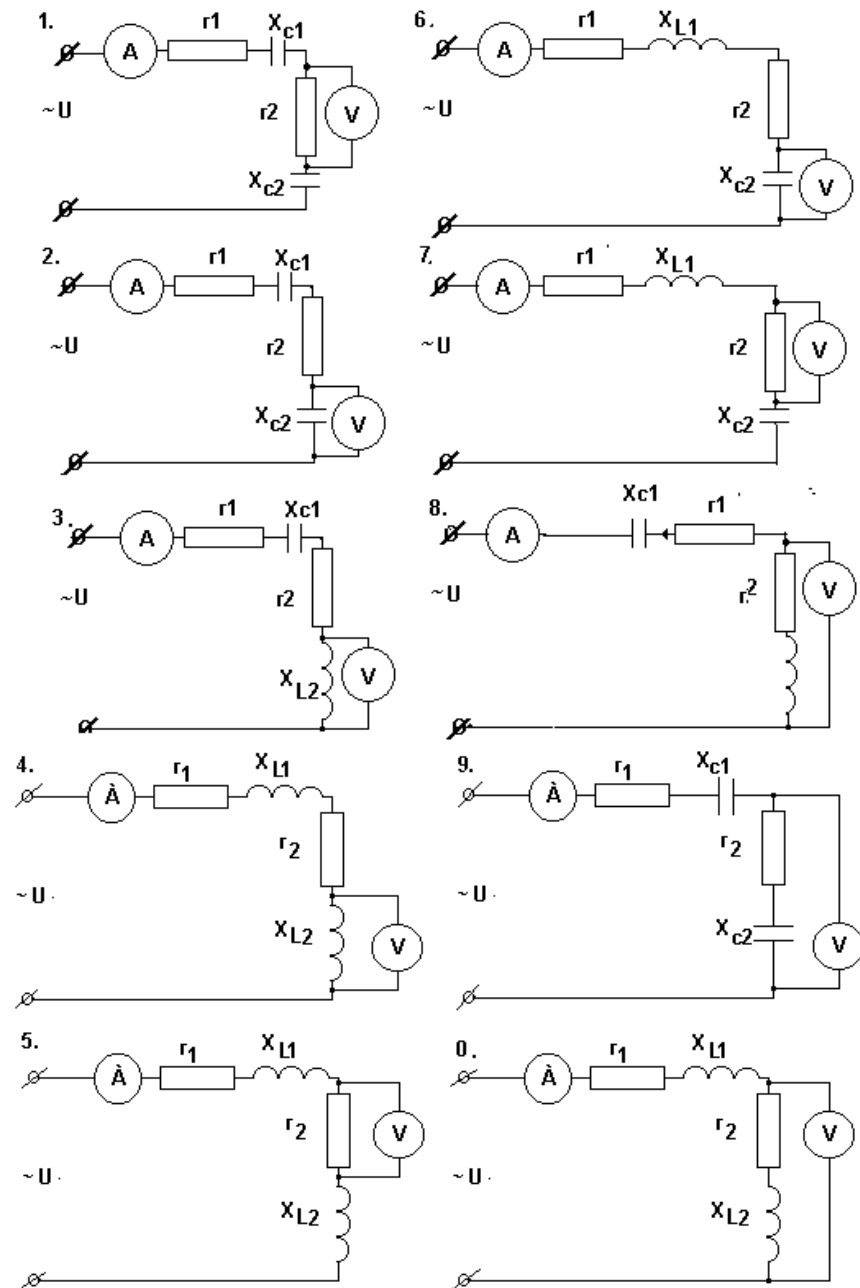 1.
A
r1
Xc1
r2
V
~U
Xc2
2.
A
r1
Xc1
~U
r2
Xc2
V
3.
A
r1
Xc1
~U
r2
XL2
V
4.
À
r1
XL1
r2
~U.
XL2
V
5.
À
r1
XL1
r2
V
~U.
XL2
6.
A
r1
XL1
~U
r2
Xc2
V
7.
A
r1
XL1
~U
r2
V
Xc2
8.
A
Xc1
r1
~U
r.2
V
9.
À
r1
Xc1
r2
~U.
Xc2
V
0.
À
r1
XL1
r2
V
~U.
XL2